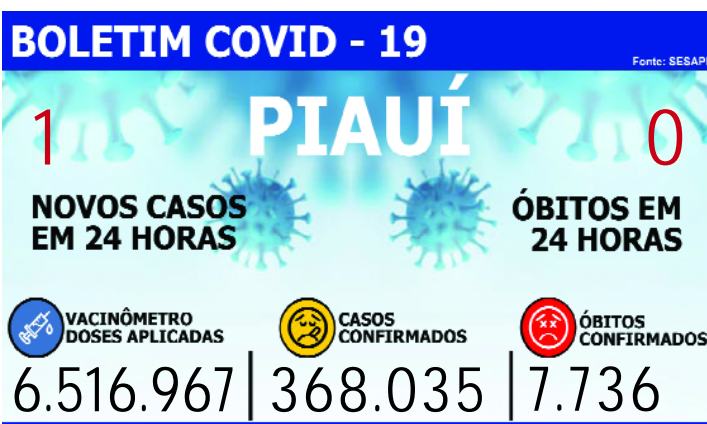 BOLETIM COVID - 19
Fonte: SESAPI
PIAUÍ
1
NOVOS CASOS
EM 24 HORAS
0
ÓBITOS EM
24 HORAS
VACINÔMETRO
DOSES APLICADAS
6.516.967
CASOS
CONFIRMADOS
368.035
ÓBITOS
CONFIRMADOS
7.736